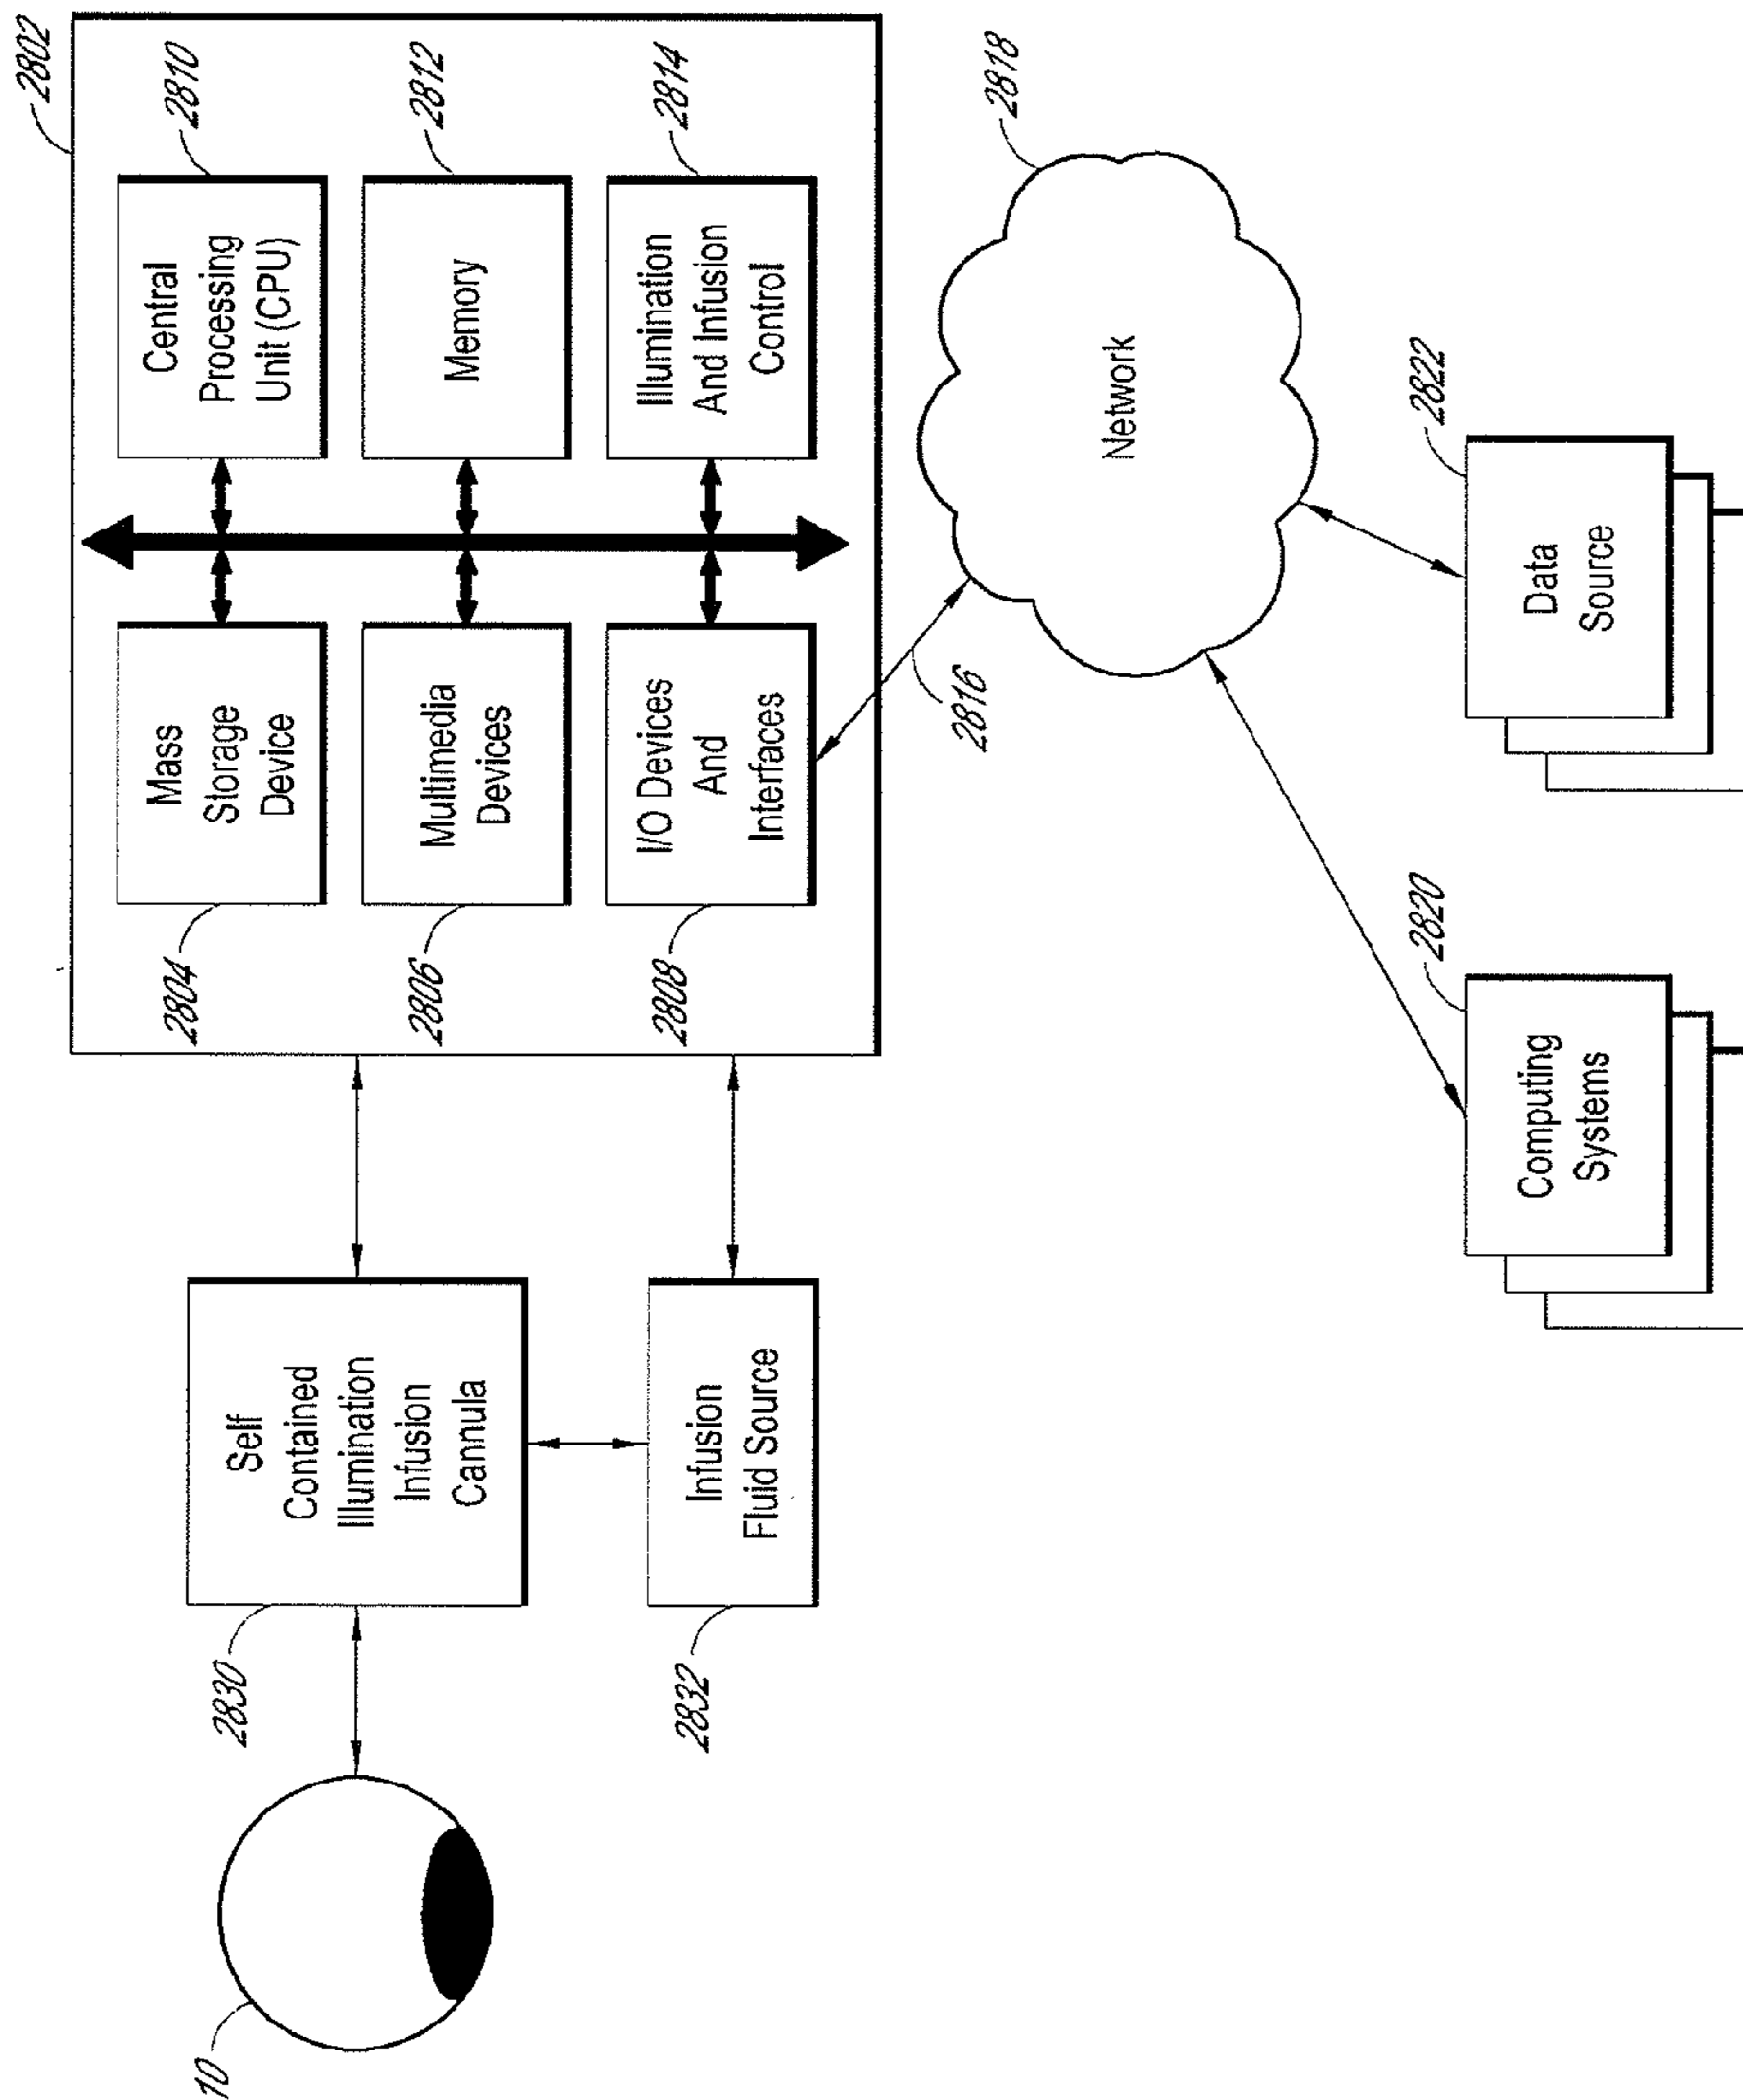 2802
Mass
Storage
Device
2804
Central
Processing
Unit (CPU)
2810
Multimedia
Devices
2806
Memory
2812
I/O Devices
And
Interfaces
2808
Illumination
And Infusion
Control
2814
10
Self
Contained
Illumination
Infusion
Cannula
2830
Infusion
Fluid Source
2832
2816
Network
2818
Computing
Systems
2820
Data
Source
2822